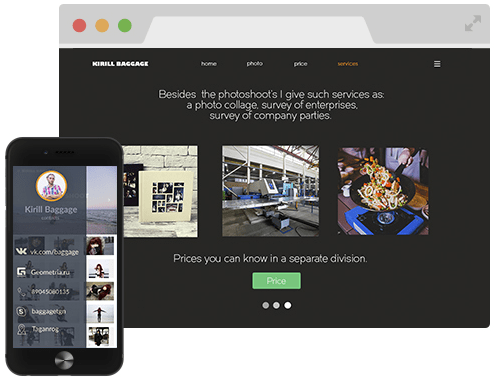 KIRILL BAGGAGE
home photo price services
Besides the photoshoot's I give such services as:
a photo collage, survey of enterprises,
survey of company parties.
Prices you can know in a separate division.
Price
Kirill Baggage
vk.com/baggage
Geometria.ru
89045080135
baggagetgn
Taganrog